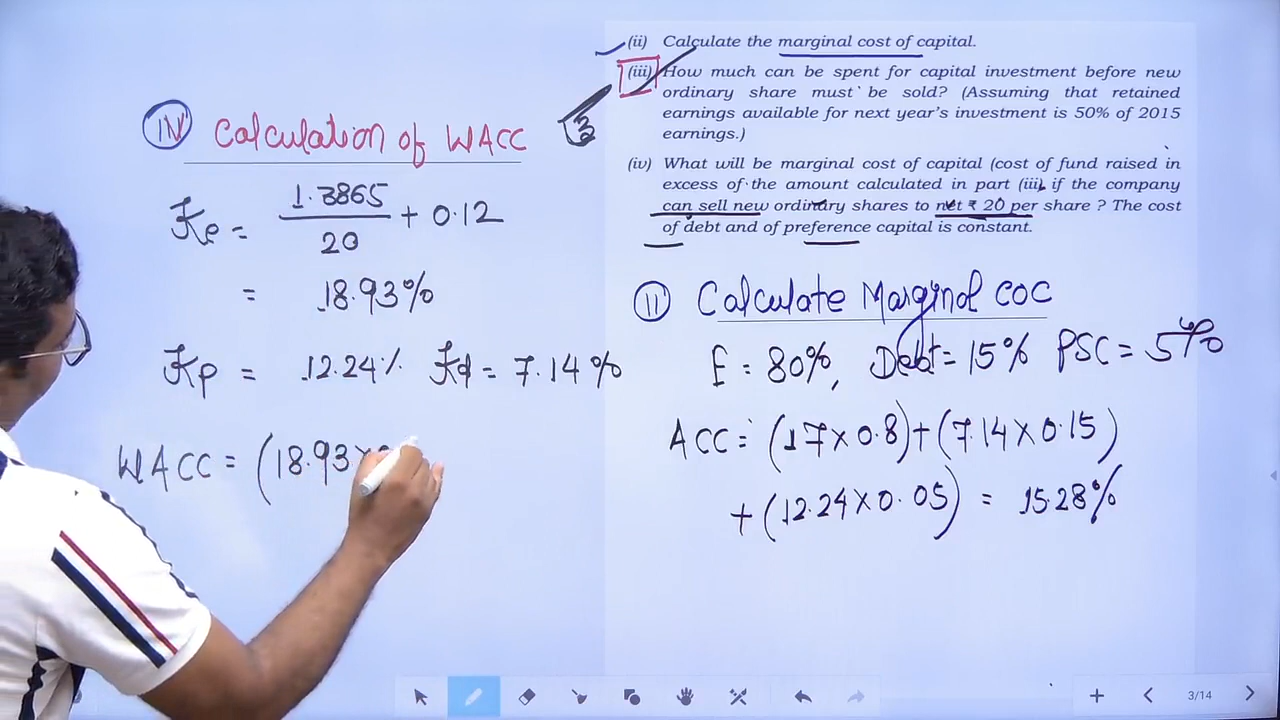 (ii) Calculate the marginal cost of capital.
(iii) How much can be spent for capital investment before new
ordinary share must be sold? (Assuming that retained
earnings available for next year's investment is 50% of 2015
earnings.)
(iv) What will be marginal cost of capital (cost of fund raised in
excess of the amount calculated in part (iii) if the company
can sell new ordinary shares to net ₹ 20 per share ? The cost
of debt and of preference capital is constant.
IV Calculation of WACC
Ke = 1.3865 + 0.12
20
= 18.93%
Kp = 12.24% Kd = 7.14%
WACC = (18.93×
II Calculate Marginal COC
E = 80%, Debt = 15% PSC = 5%
ACC = (17×0.8)+(7.14×0.15)
+(12.24×0.05) = 15.28%
3/14